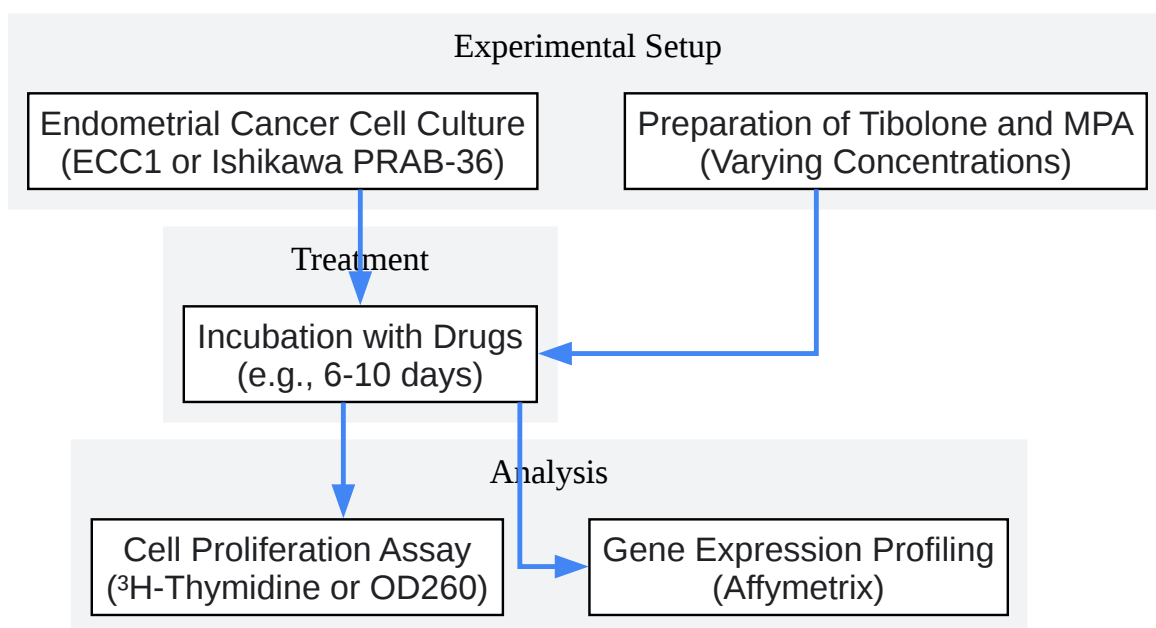 Experimental Setup
Endometrial Cancer Cell Culture
(ECC1 or Ishikawa PRAB-36)
Preparation of Tibolone and MPA
(Varying Concentrations)
Treatment
Incubation with Drugs
(e.g., 6-10 days)
Analysis
Cell Proliferation Assay
(³H-Thymidine or OD260)
Gene Expression Profiling
(Affymetrix)